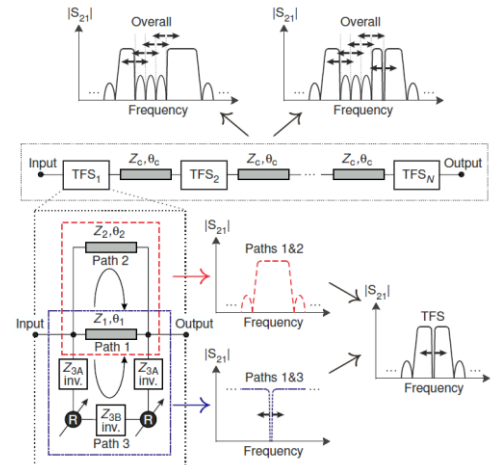 |S21|
Overall
Frequency
|S21|
Overall
Frequency
Input
TFS1
Zc,θc
TFS2
Zc,θc
...
Zc,θc
TFSN
Output
Z2,θ2
Path 2
Input
Z1,θ1
Output
Path 1
Z3A
inv.
Z3A
inv.
R
Z3B
inv.
R
Path 3
|S21|
Paths 1&2
...
...
Frequency
|S21|
Paths 1&3
...
...
Frequency
|S21|
TFS
...
...
Frequency